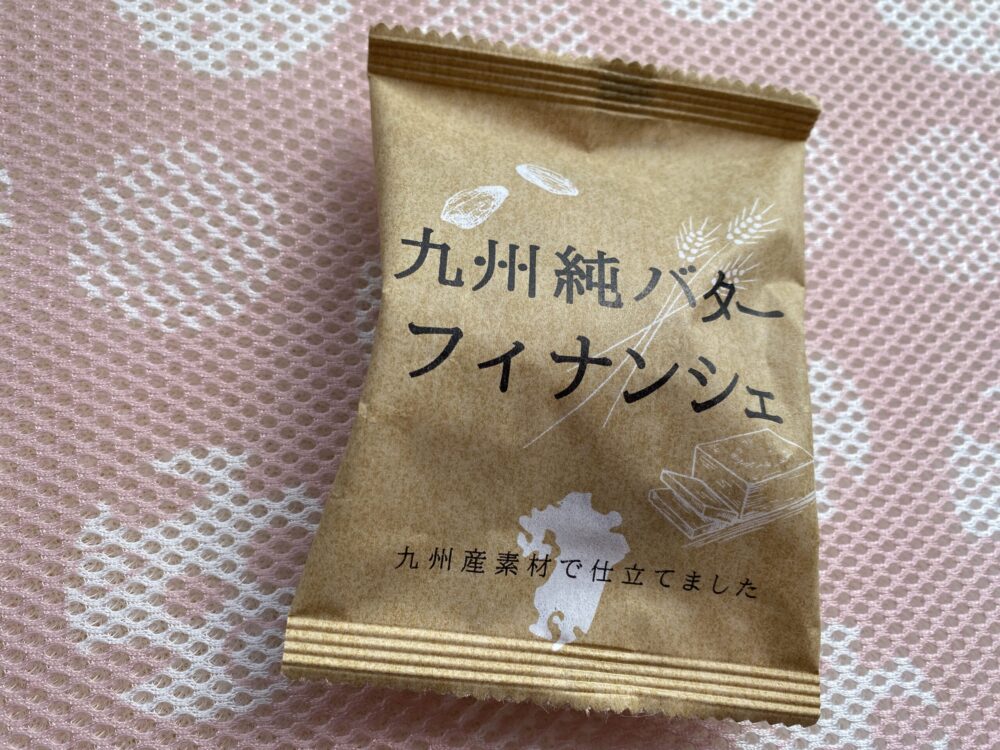 九州純バター
フィナンシェ
九州産素材で仕立てました